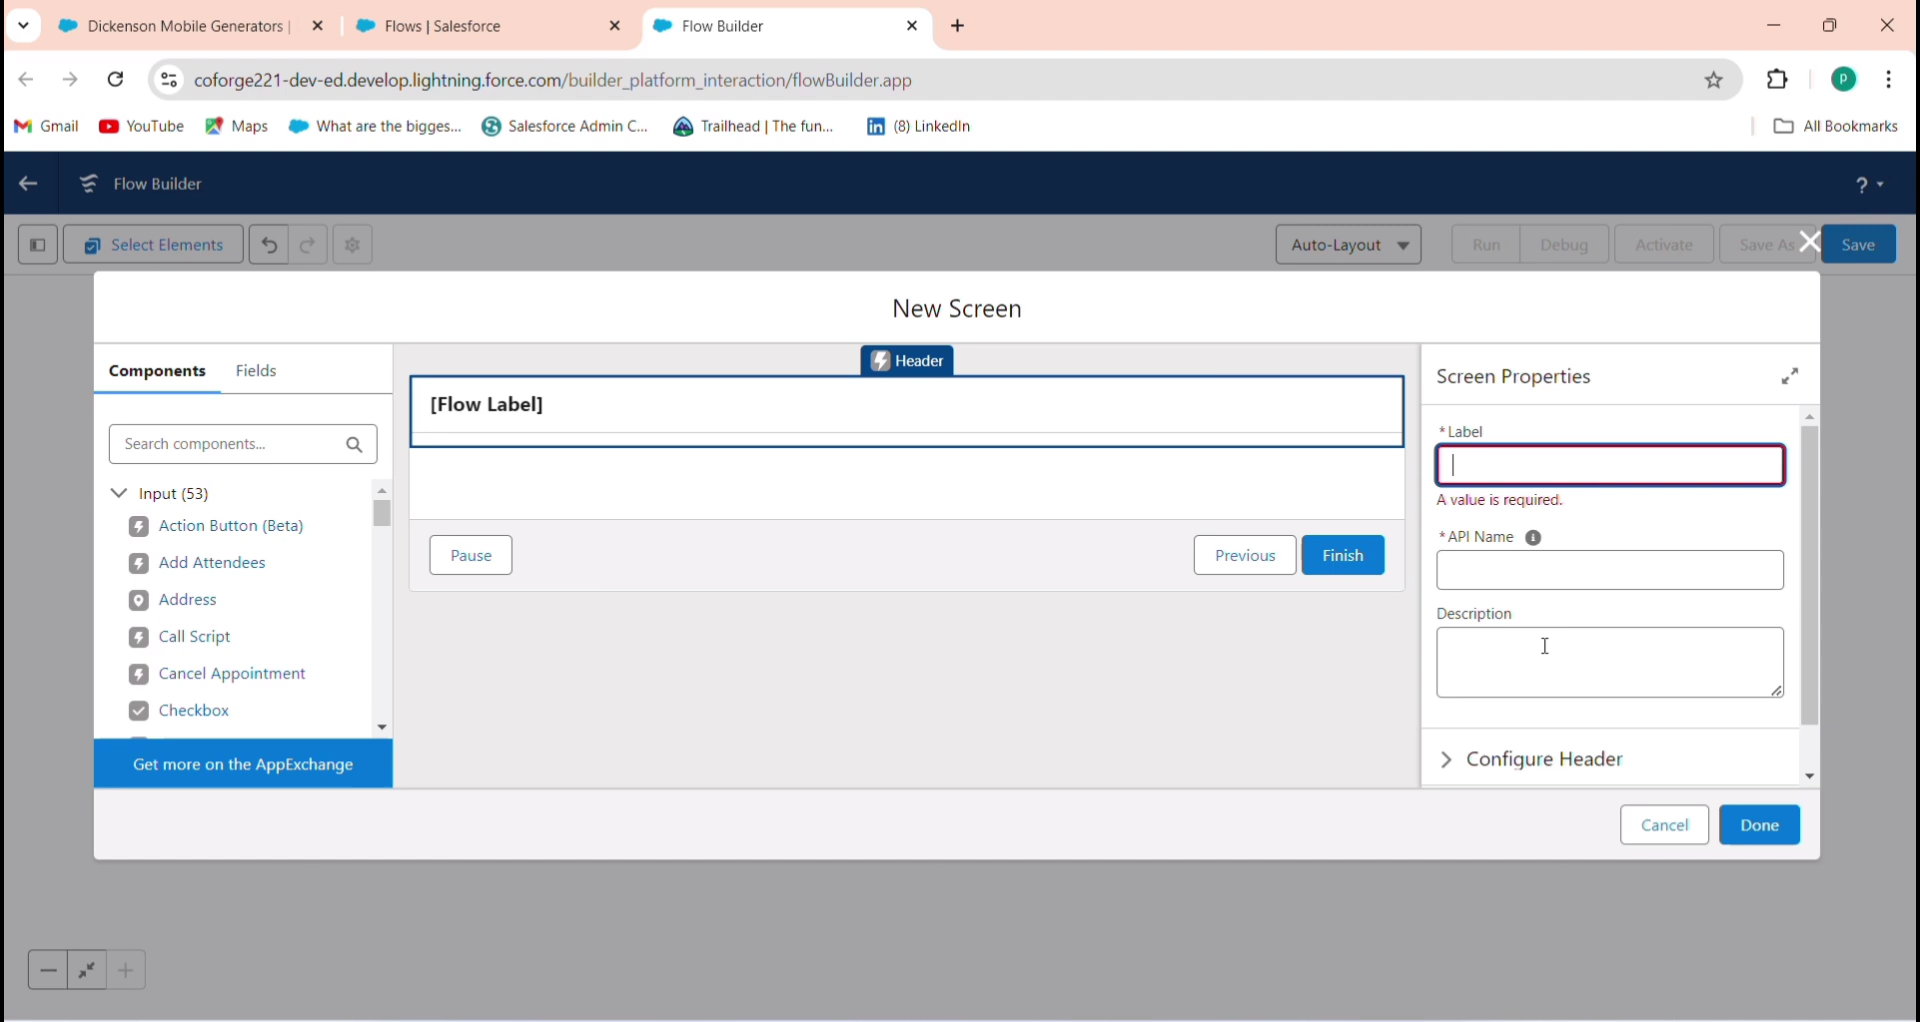 Dickenson Mobile Generators |
Flows | Salesforce
Flow Builder
coforge221-dev-ed.develop.lightning.force.com/builder_platform_interaction/flowBuilder.app
P
Gmail
YouTube
Maps
What are the bigges...
Salesforce Admin C...
Trailhead | The fun...
(8) LinkedIn
All Bookmarks
Flow Builder
?
Select Elements
Auto-Layout
Run
Debug
Activate
Save As
Save
New Screen
Components
Fields
Search components...
Input (53)
Action Button (Beta)
Add Attendees
Address
Call Script
Cancel Appointment
Checkbox
Get more on the AppExchange
Header
[Flow Label]
Pause
Previous
Finish
Screen Properties
* Label
A value is required.
* API Name
Description
Configure Header
Cancel
Done